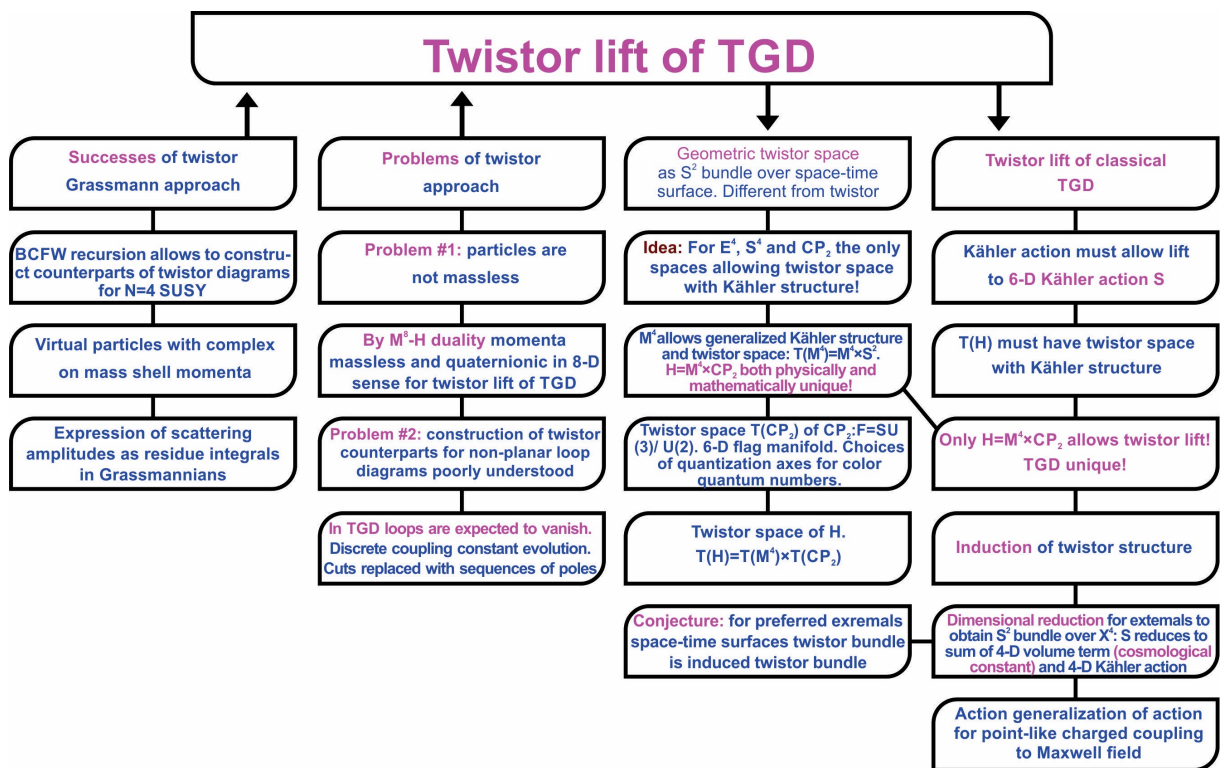 Twistor lift of TGD
Successes of twistor
Grassmann approach
BCFW recursion allows to constru-
ct counterparts of twistor diagrams
for N=4 SUSY
Virtual particles with complex
on mass shell momenta
Expression of scattering
amplitudes as residue integrals
in Grassmannians
Problems of twistor
approach
Problem #1: particles are
not massless
By M⁸-H duality momenta
massless and quaternionic in 8-D
sense for twistor lift of TGD
Problem #2: construction of twistor
counterparts for non-planar loop
diagrams poorly understood
In TGD loops are expected to vanish.
Discrete coupling constant evolution.
Cuts replaced with sequences of poles
Geometric twistor space
as S² bundle over space-time
surface. Different from twistor
Idea: For E⁴, S⁴ and CP₂ the only
spaces allowing twistor space
with Kähler structure!
M⁴allows generalized Kähler structure
and twistor space: T(M⁴)=M⁴×S².
H=M⁴×CP₂ both physically and
mathematically unique!
Twistor space T(CP₂) of CP₂:F=SU
(3)/ U(2). 6-D flag manifold. Choices
of quantization axes for color
quantum numbers.
Twistor space of H.
T(H)=T(M⁴)×T(CP₂)
Conjecture: for preferred exremals
space-time surfaces twistor bundle
is induced twistor bundle
Twistor lift of classical
TGD
Kähler action must allow lift
to 6-D Kähler action S
T(H) must have twistor space
with Kähler structure
Only H=M⁴×CP₂ allows twistor lift!
TGD unique!
Induction of twistor structure
Dimensional reduction for extemals to
obtain S² bundle over X⁴: S reduces to
sum of 4-D volume term (cosmological
constant) and 4-D Kähler action
Action generalization of action
for point-like charged coupling
to Maxwell field